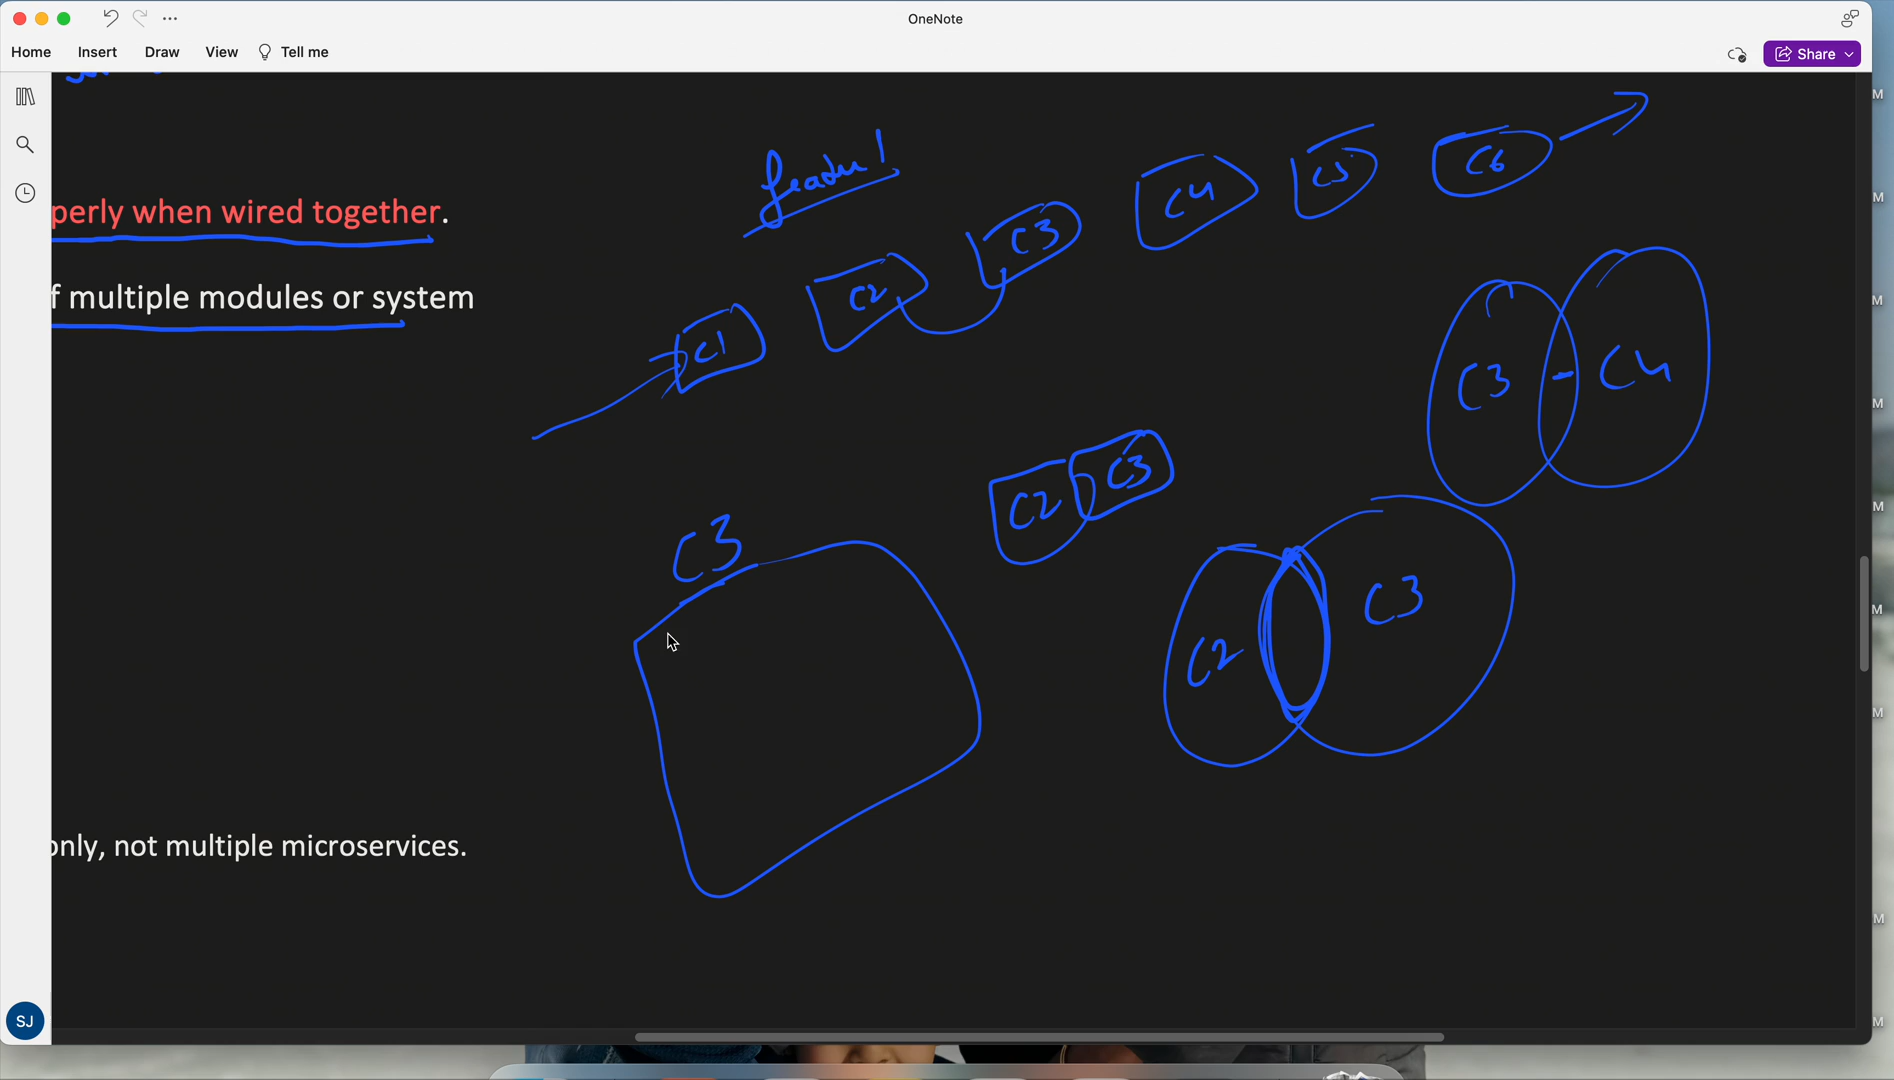 OneNote
Home Insert Draw View Tell me
Share
perly when wired together.
f multiple modules or system
C1
C2
C3
C4
C5
C6
C3 - C4
C2 C3
C3
C2 C3
only, not multiple microservices.
SJ
M
M
M
M
M
M
M
M
M